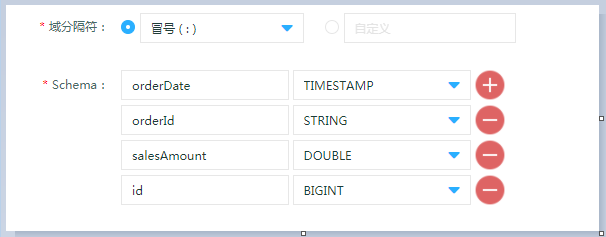 * 域分隔符： 冒号 ( : ) 自定义
* Schema： orderDate TIMESTAMP
orderId STRING
salesAmount DOUBLE
id BIGINT